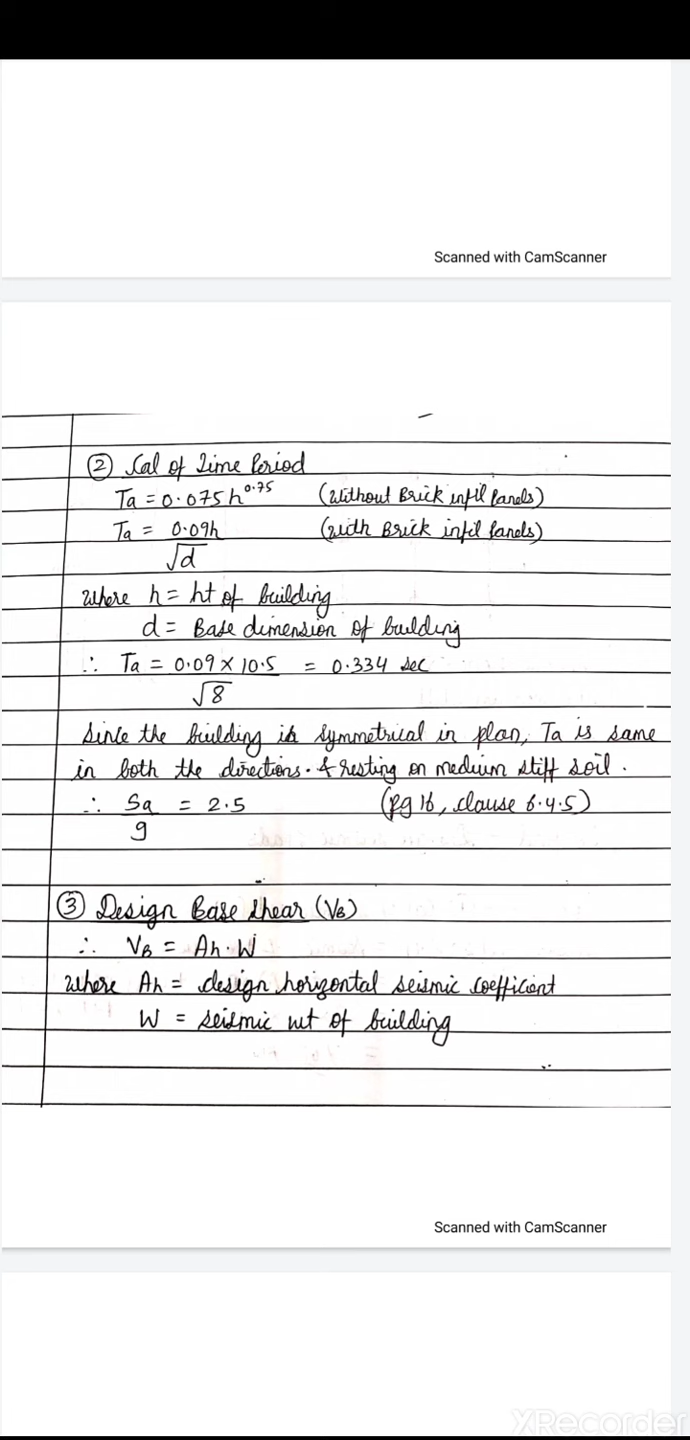 Scanned with CamScanner
② Cal of Time Period
Ta = 0.075 h^0.75 (Without Brick infil Panels)
Ta = 0.09h / √d (with Brick infil Panels)
where h = ht of building
d = Base dimension of building
∴ Ta = 0.09 × 10.5 / √8 = 0.334 sec
Since the building is symmetrical in plan, Ta is same
in both the directions. & resting on medium stiff soil.
∴ Sa / g = 2.5 (Pg 16, clause 6.4.5)
③ Design Base Shear (VB)
∴ VB = Ah . W
where Ah = design horizontal seismic coefficient
W = seismic wt of building
Scanned with CamScanner
XRecorder